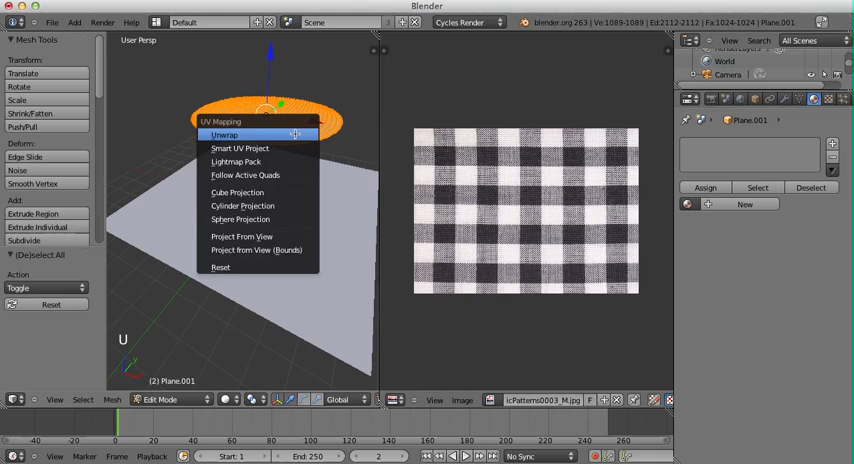 Blender
File Add Render Help Default Scene 3 Cycles Render blender.org 263 | Ve:1089-1089 | Ed:2112-2112 | Fa:1024-1024 | Plane.001
Mesh Tools
Transform:
Translate
Rotate
Scale
Shrink/Fatten
Push/Pull
Deform:
Edge Slide
Noise
Smooth Vertex
Add:
Extrude Region
Extrude Individual
Subdivide
(De)select All
Action
Toggle
Reset
User Persp
UV Mapping
Unwrap
Smart UV Project
Lightmap Pack
Follow Active Quads
Cube Projection
Cylinder Projection
Sphere Projection
Project From View
Project from View (Bounds)
Reset
U
z
y
(2) Plane.001
View Select Mesh Edit Mode Global
View Image icPatterns0003_M.jpg F
View Search All Scenes
World
Camera
Plane.001
Assign Select Deselect
New
-40 -20 0 20 40 60 80 100 120 140 160 180 200 220 240 260
View Marker Frame Playback Start: 1 End: 250 2 No Sync